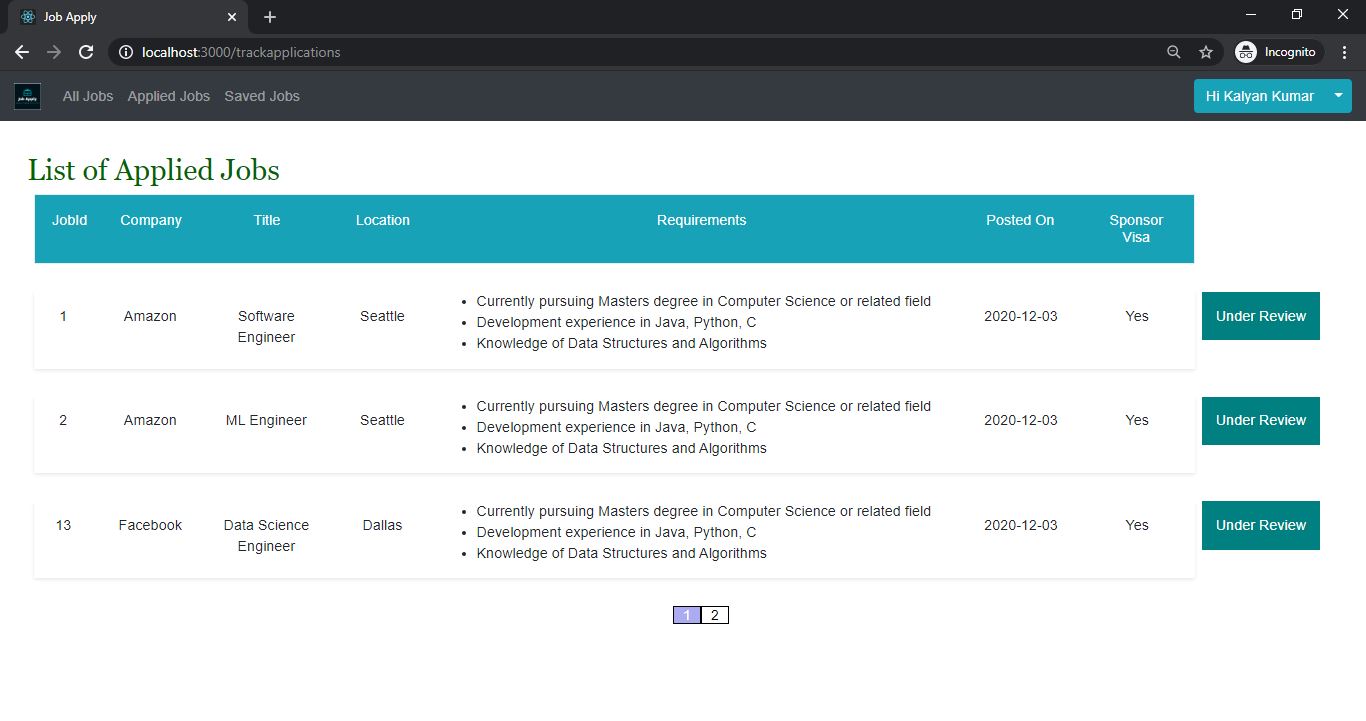 Job Apply
localhost:3000/trackapplications
Incognito
Job Apply
All Jobs Applied Jobs Saved Jobs
Hi Kalyan Kumar
List of Applied Jobs
JobId Company Title Location Requirements Posted On Sponsor
Visa
Currently pursuing Masters degree in Computer Science or related field
1 Amazon Software Seattle Development experience in Java, Python, C 2020-12-03 Yes Under Review
Engineer Knowledge of Data Structures and Algorithms
Currently pursuing Masters degree in Computer Science or related field
2 Amazon ML Engineer Seattle Development experience in Java, Python, C 2020-12-03 Yes Under Review
Knowledge of Data Structures and Algorithms
Currently pursuing Masters degree in Computer Science or related field
13 Facebook Data Science Dallas Development experience in Java, Python, C 2020-12-03 Yes Under Review
Engineer Knowledge of Data Structures and Algorithms
1 2